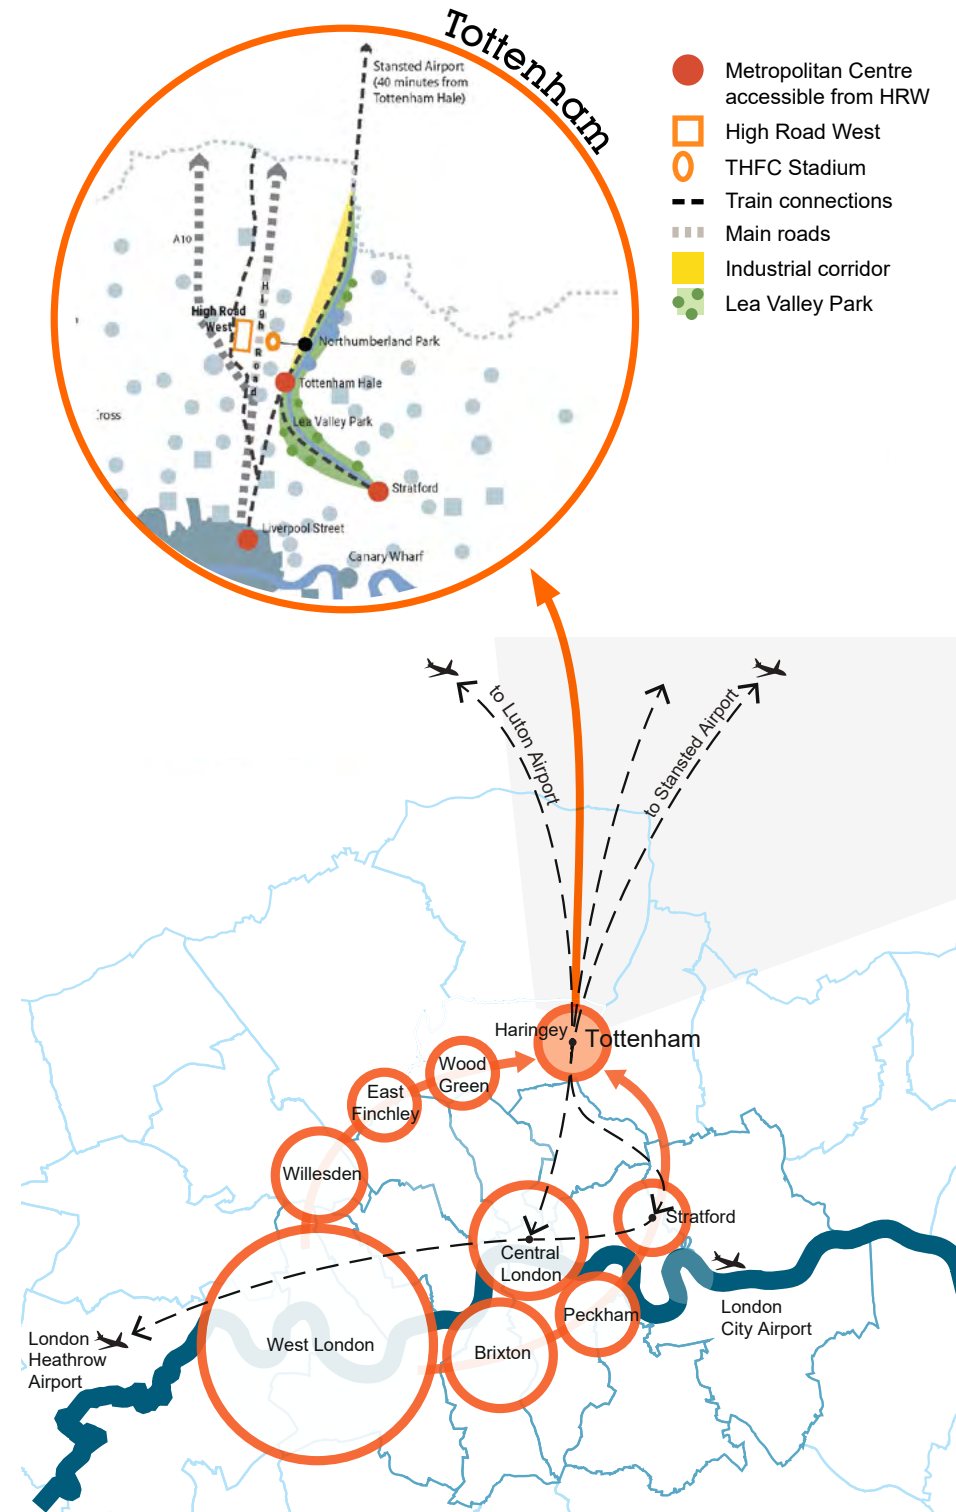 Tottenham
Stansted Airport
(40 minutes from
Tottenham Hale)
Metropolitan Centre
accessible from HRW
High Road West
THFC Stadium
Train connections
Main roads
Industrial corridor
Lea Valley Park
A10
High Road
West
High Road
Northumberland Park
Tottenham Hale
Lea Valley Park
Stratford
Liverpool Street
Canary Wharf
to Luton Airport
to Stansted Airport
Haringey
Tottenham
Wood
Green
East
Finchley
Willesden
Stratford
Central
London
Peckham
West London
Brixton
London
City Airport
London
Heathrow
Airport